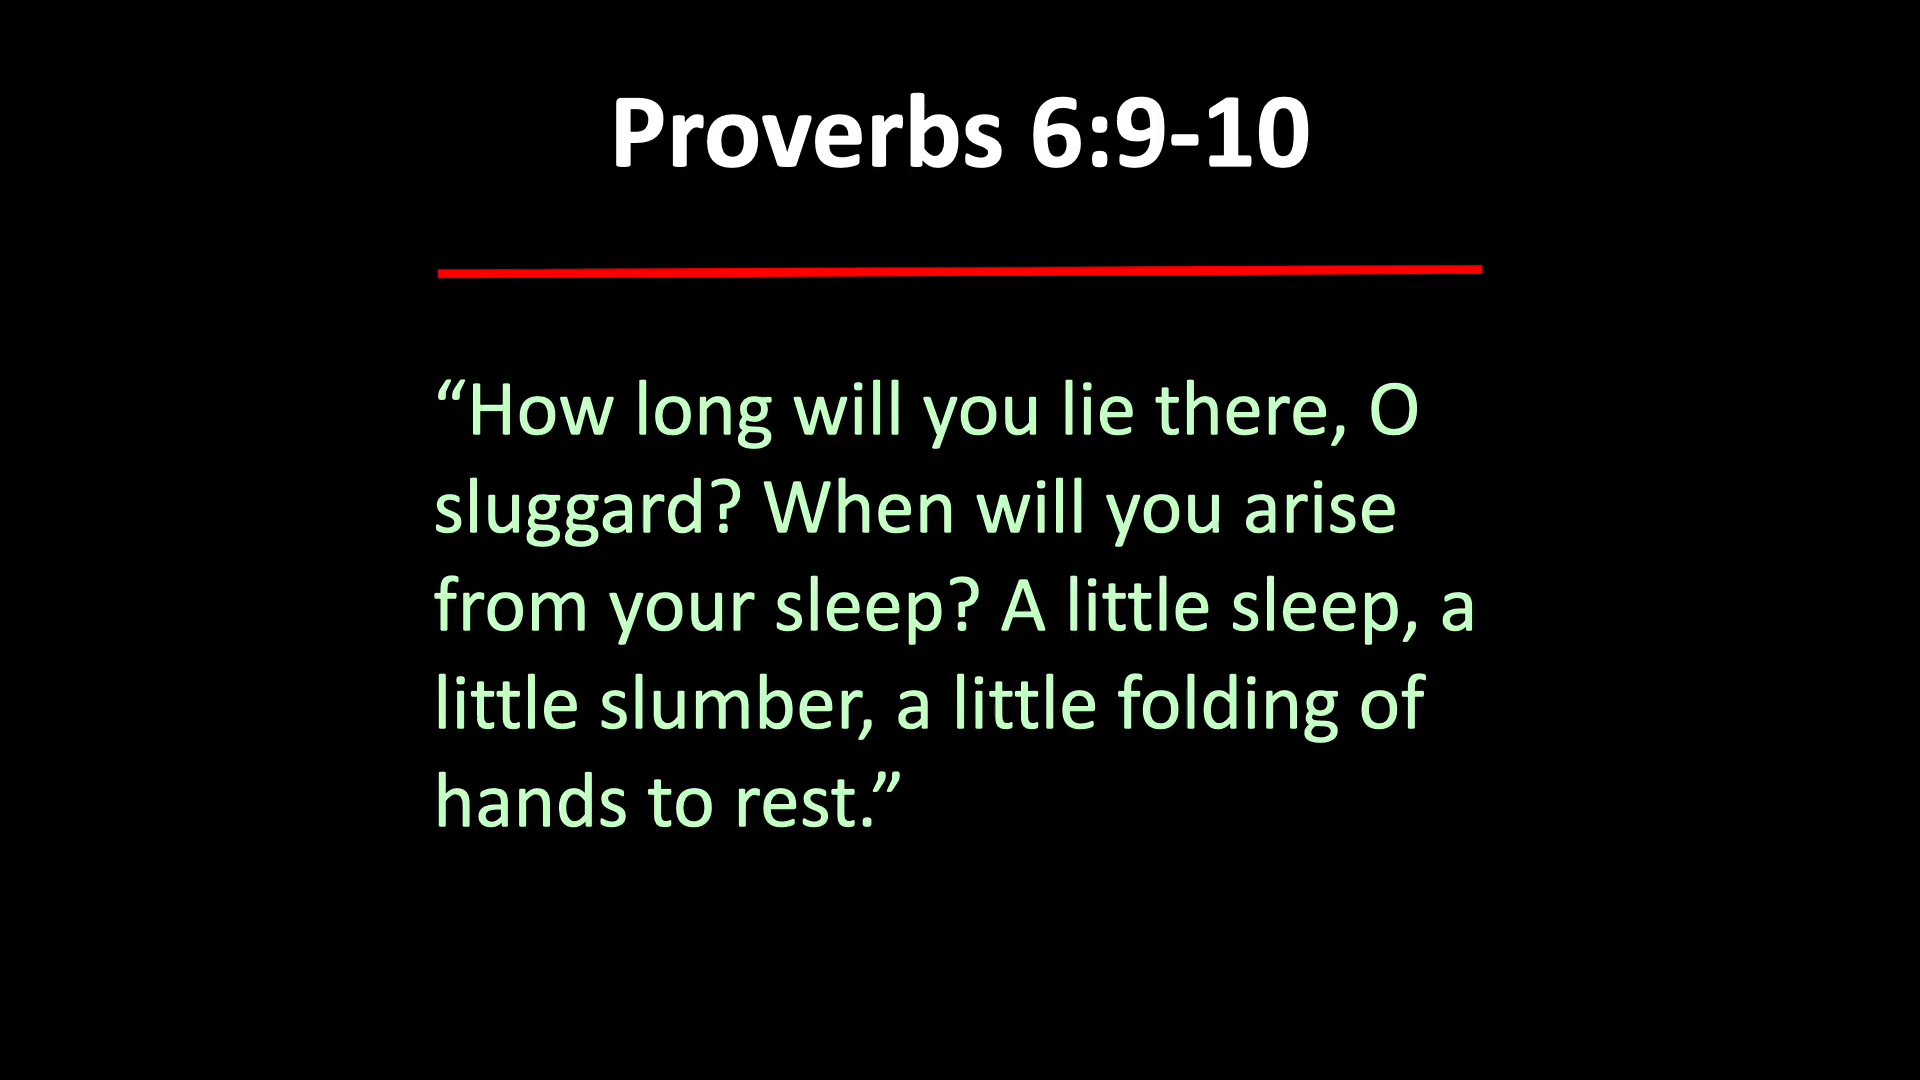 Proverbs 6:9-10
“How long will you lie there, O
sluggard? When will you arise
from your sleep? A little sleep, a
little slumber, a little folding of
hands to rest.”